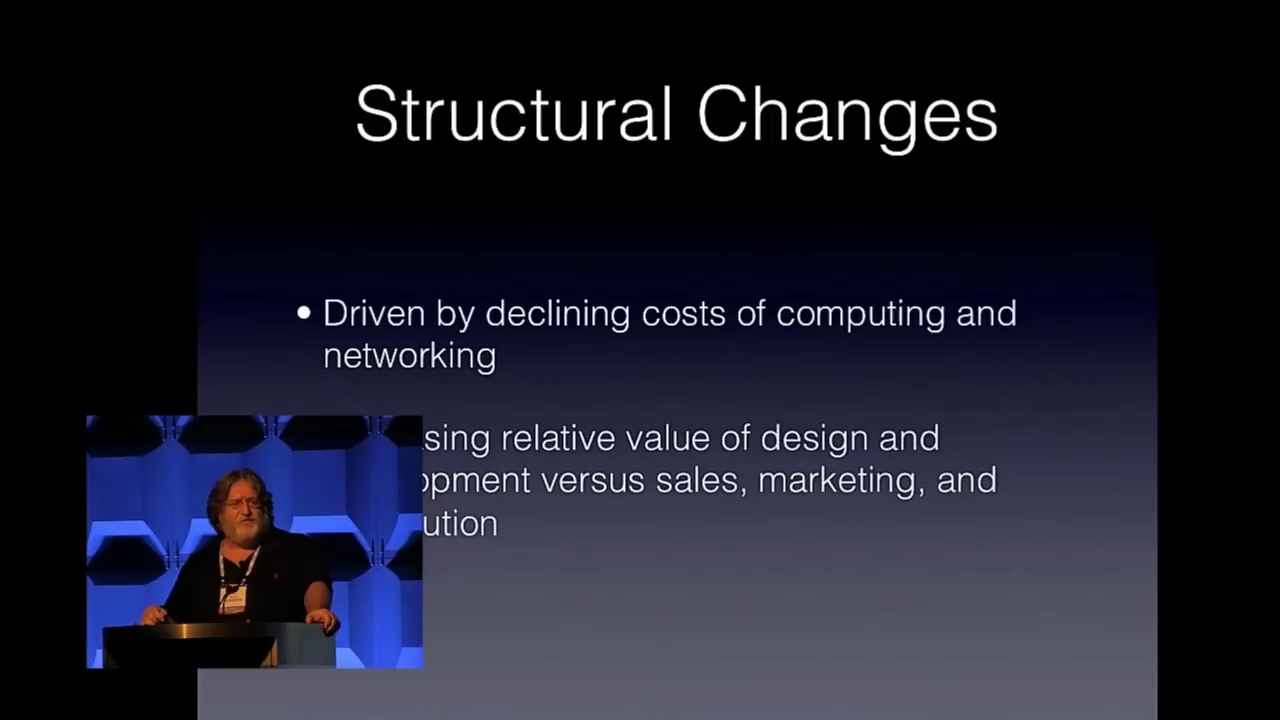 Structural Changes
• Driven by declining costs of computing and
networking
sing relative value of design and
opment versus sales, marketing, and
ution